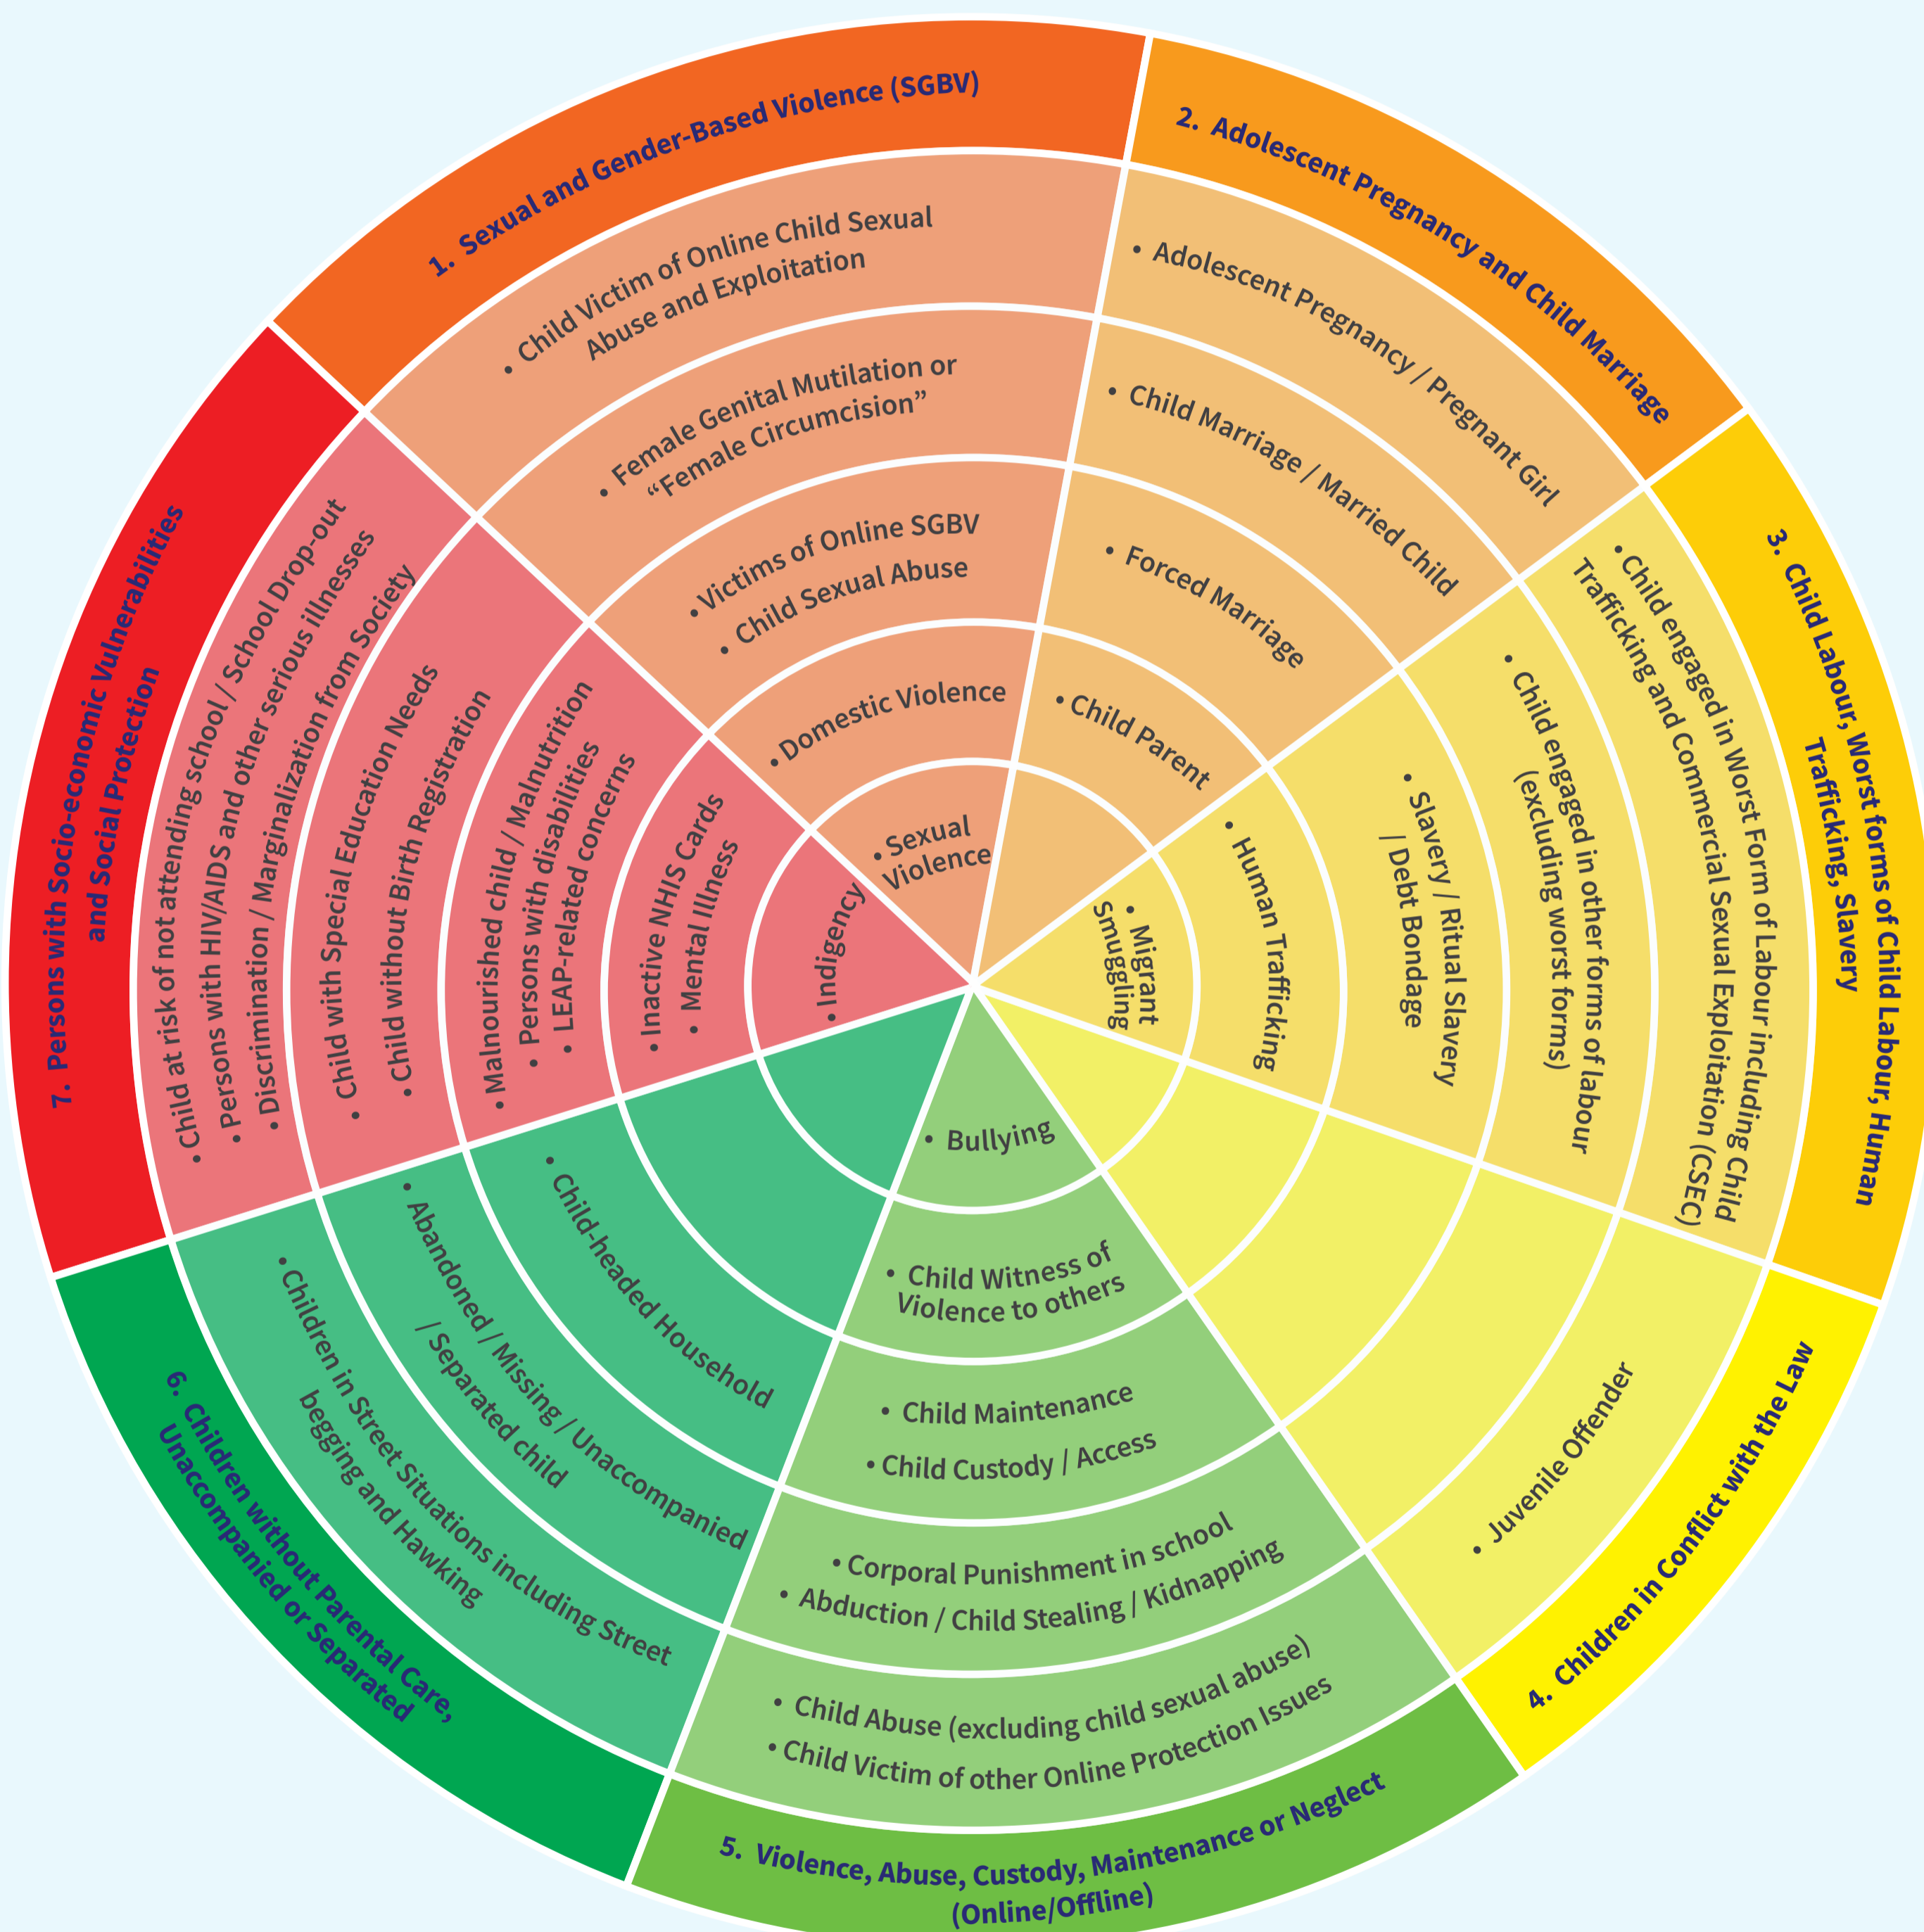 1. Sexual and Gender-Based Violence (SGBV)
• Child Victim of Online Child Sexual
Abuse and Exploitation
• Female Genital Mutilation or
“Female Circumcision”
•Victims of Online SGBV
• Child Sexual Abuse
• Domestic Violence
• Sexual
Violence
2. Adolescent Pregnancy and Child Marriage
• Adolescent Pregnancy / Pregnant Girl
• Child Marriage / Married Child
• Forced Marriage
• Child Parent
3. Child Labour, Worst forms of Child Labour, Human
Trafficking, Slavery
• Child engaged in Worst Form of Labour including Child
Trafficking and Commercial Sexual Exploitation (CSEC)
• Child engaged in other forms of labour
(excluding worst forms)
• Slavery / Ritual Slavery
/ Debt Bondage
• Human Trafficking
• Migrant
Smuggling
4. Children in Conflict with the Law
• Juvenile Offender
5. Violence, Abuse, Custody, Maintenance or Neglect
(Online/Offline)
• Bullying
• Child Witness of
Violence to others
• Child Maintenance
• Child Custody / Access
• Corporal Punishment in school
• Abduction / Child Stealing / Kidnapping
• Child Abuse (excluding child sexual abuse)
• Child Victim of other Online Protection Issues
6. Children without Parental Care,
Unaccompanied or Separated
• Child-headed Household
• Abandoned / Missing / Unaccompanied
/ Separated child
•Children in Street Situations including Street
begging and Hawking
7. Persons with Socio-economic Vulnerabilities
and Social Protection
• Child at risk of not attending school / School Drop-out
• Persons with HIV/AIDS and other serious illnesses
• Discrimination / Marginalization from Society
• Child with Special Education Needs
• Child without Birth Registration
• Malnourished child / Malnutrition
• Persons with disabilities
• LEAP-related concerns
• Inactive NHIS Cards
• Mental Illness
• Indigency